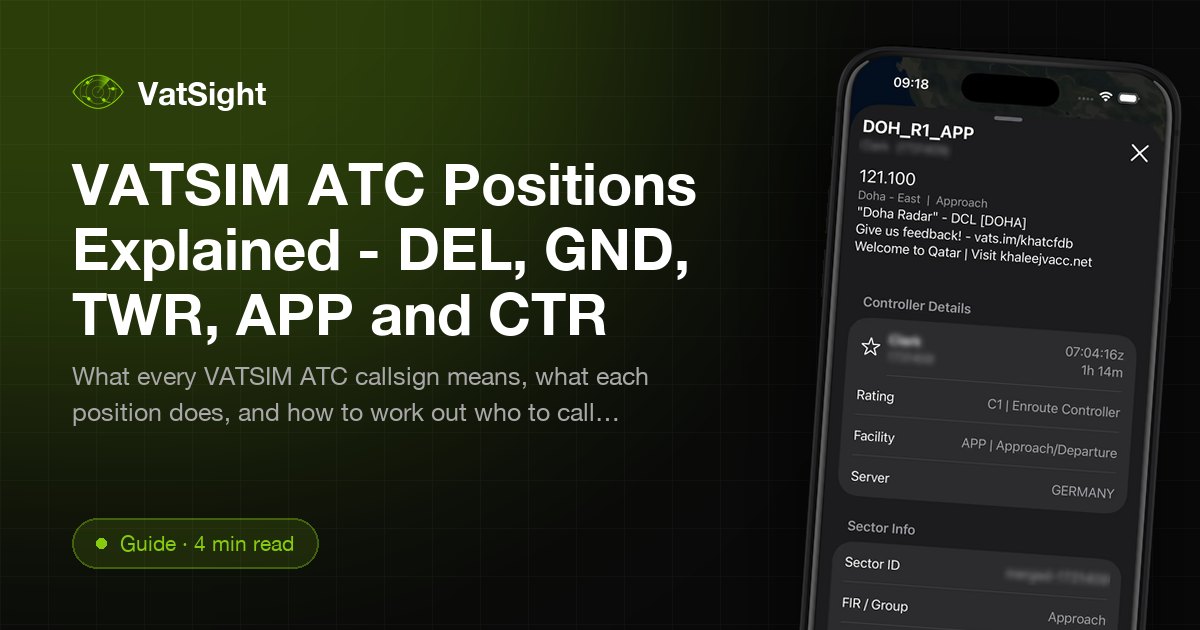 VatSight
VATSIM ATC Positions
Explained - DEL, GND,
TWR, APP and CTR
What every VATSIM ATC callsign means, what each
position does, and how to work out who to call...
Guide · 4 min read
09:18
DOH_R1_APP
121.100
Doha - East | Approach
"Doha Radar" - DCL [DOHA]
Give us feedback! - vats.im/khatcfdb
Welcome to Qatar | Visit khaleejvacc.net
Controller Details
07:04:16z
1h 14m
Rating
C1 | Enroute Controller
Facility
APP | Approach/Departure
Server
GERMANY
Sector Info
Sector ID
FIR / Group
Approach